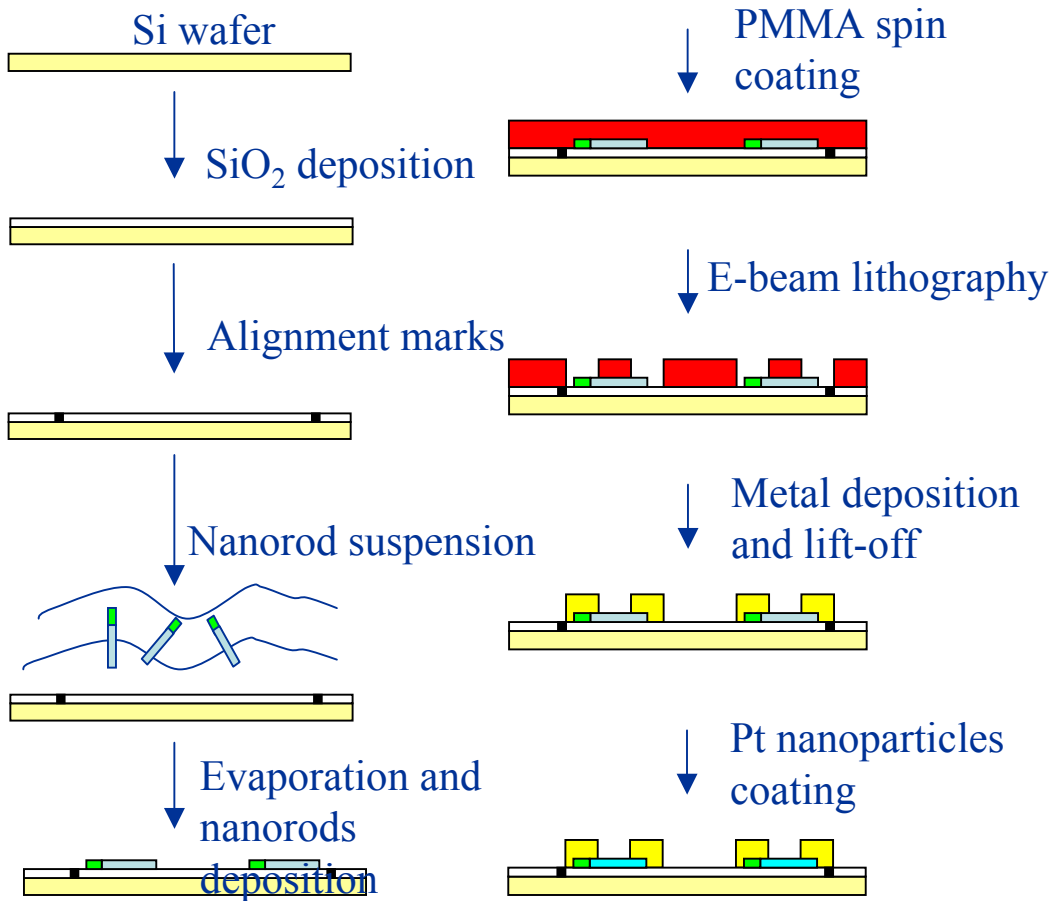 Si wafer
SiO₂ deposition
Alignment marks
Nanorod suspension
Evaporation and
nanorods
deposition
PMMA spin
coating
E-beam lithography
Metal deposition
and lift-off
Pt nanoparticles
coating